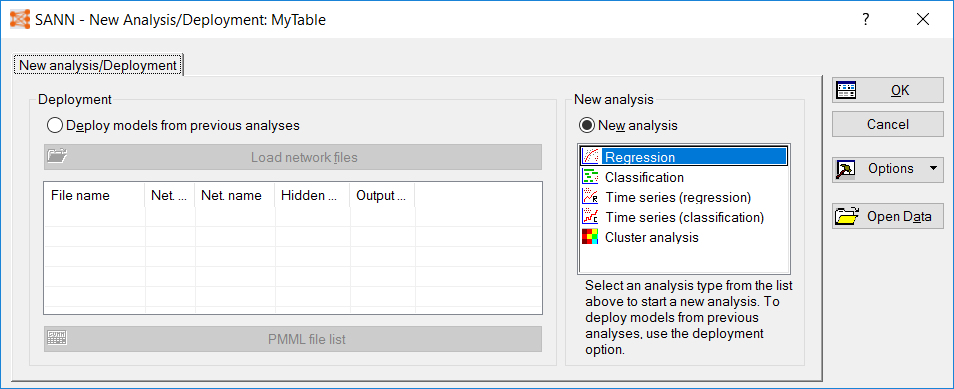 SANN - New Analysis/Deployment: MyTable
New analysis/Deployment
Deployment
Deploy models from previous analyses
Load network files
File name Net. ... Net. name Hidden ... Output ...
PMML file list
New analysis
New analysis
Regression
Classification
Time series (regression)
Time series (classification)
Cluster analysis
Select an analysis type from the list
above to start a new analysis. To
deploy models from previous
analyses, use the deployment
option.
OK
Cancel
Options
Open Data